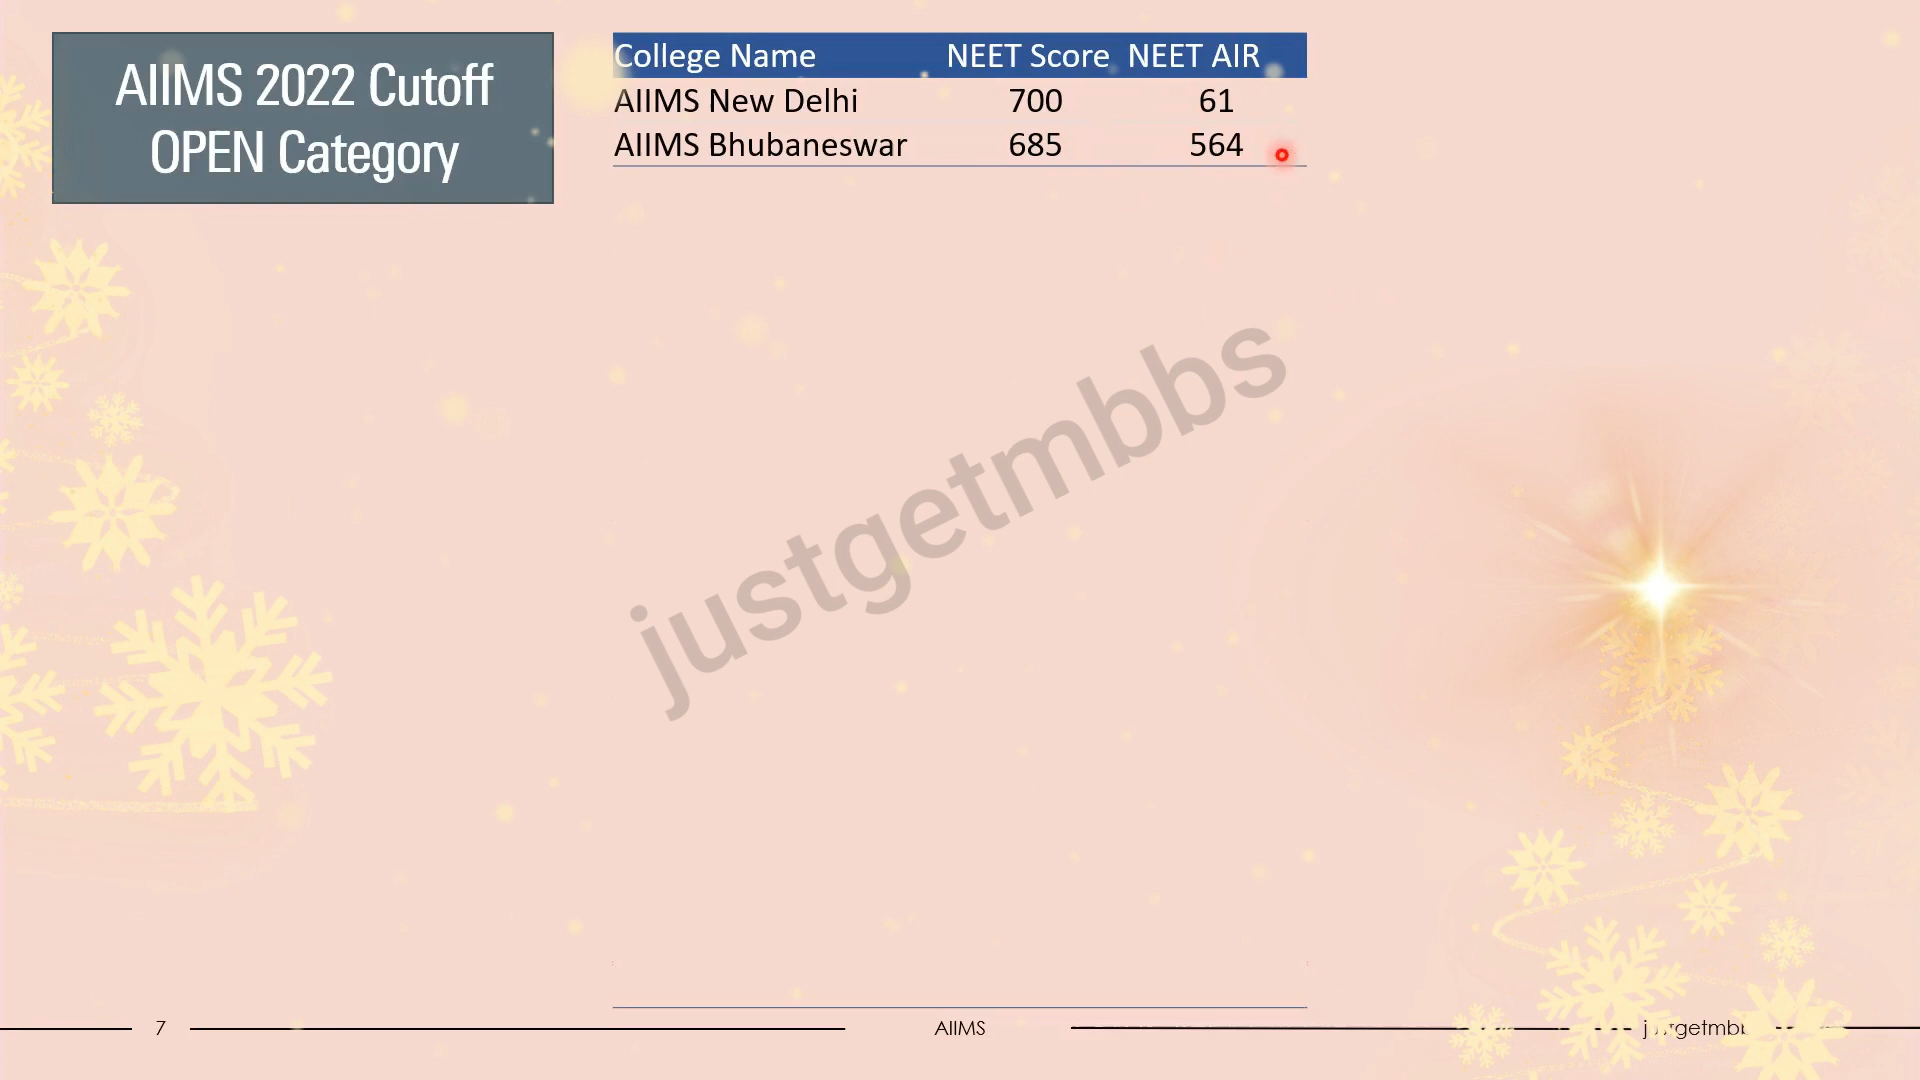 AIIMS 2022 Cutoff
OPEN Category
College Name NEET Score NEET AIR
AIIMS New Delhi 700 61
AIIMS Bhubaneswar 685 564
justgetmbbs
7
AIIMS